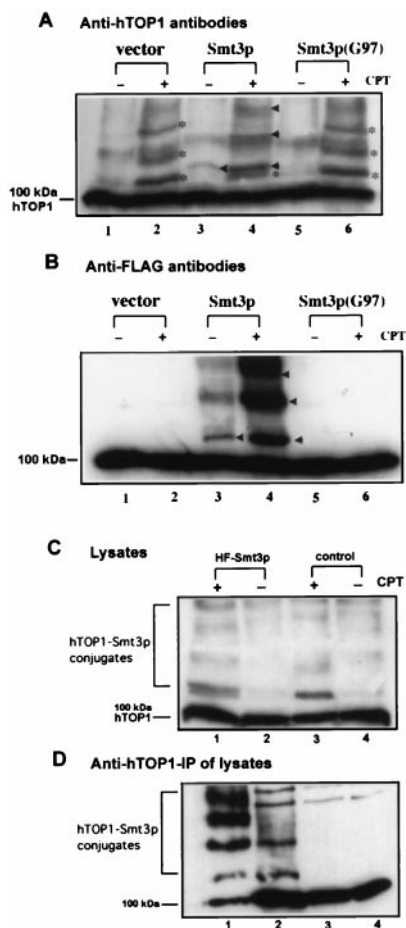 A Anti-hTOP1 antibodies
vector Smt3p Smt3p(G97)
– + – + – + CPT
100 kDa
hTOP1
1 2 3 4 5 6
B Anti-FLAG antibodies
vector Smt3p Smt3p(G97)
– + – + – + CPT
100 kDa
1 2 3 4 5 6
C Lysates
HF-Smt3p control
+ – + – CPT
hTOP1-Smt3p
conjugates
100 kDa
hTOP1
1 2 3 4
D Anti-hTOP1-IP of lysates
hTOP1-Smt3p
conjugates
100 kDa
1 2 3 4